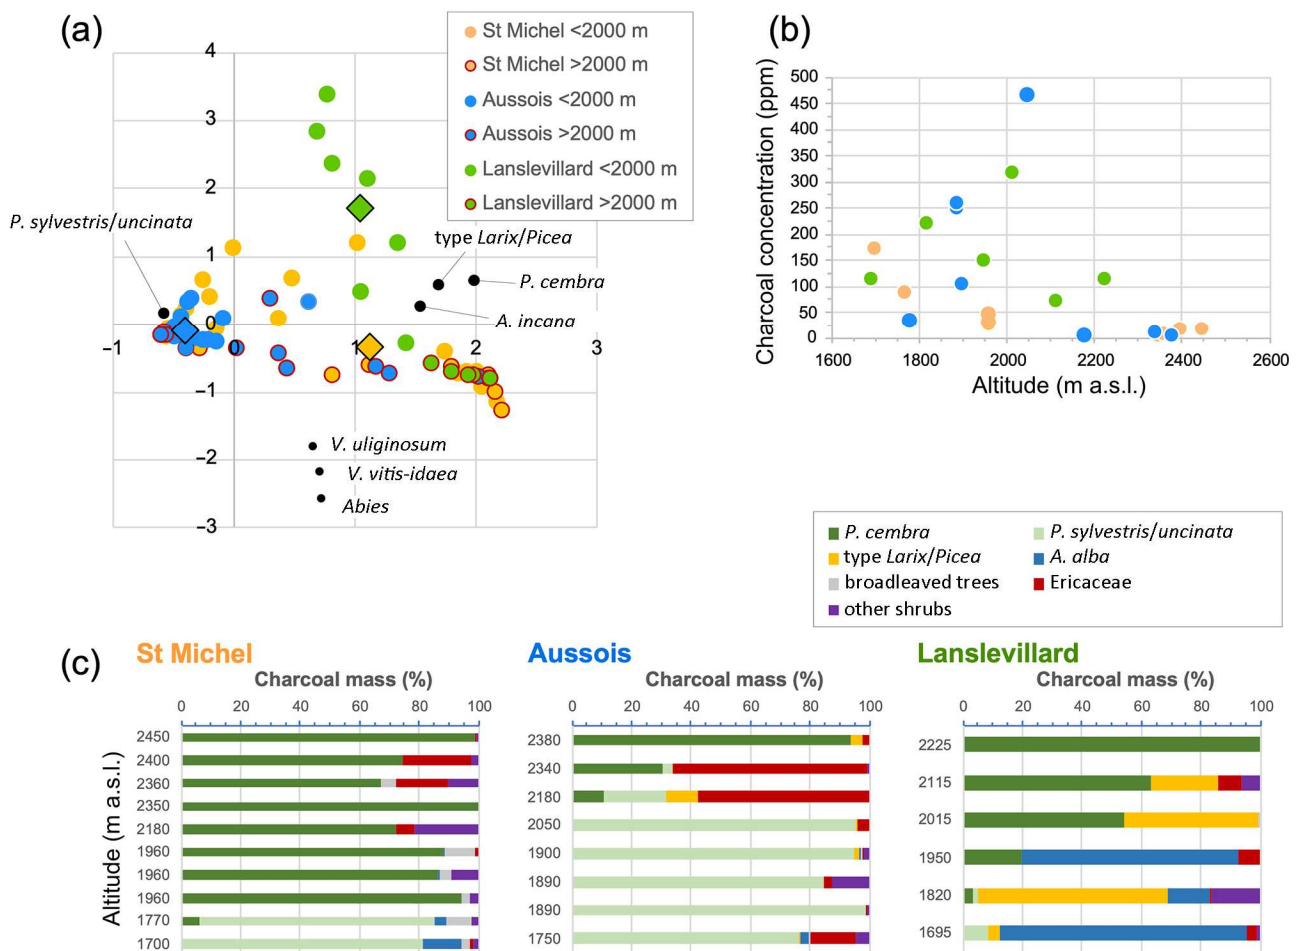 (a)
St Michel <2000 m
St Michel >2000 m
Aussois <2000 m
Aussois >2000 m
Lanslevillard <2000 m
Lanslevillard >2000 m
4
3
2
1
0
−1
−2
−3
−1 0 1 2 3
P. sylvestris/uncinata
type Larix/Picea
P. cembra
A. incana
V. uliginosum
V. vitis-idaea
Abies
(b)
Charcoal concentration (ppm)
500
450
400
350
300
250
200
150
100
50
0
1600 1800 2000 2200 2400 2600
Altitude (m a.s.l.)
P. cembra P. sylvestris/uncinata
type Larix/Picea A. alba
broadleaved trees Ericaceae
other shrubs
(c)
St Michel
Charcoal mass (%)
0 20 40 60 80 100
Altitude (m a.s.l.)
2450
2400
2360
2350
2180
1960
1960
1960
1770
1700
Aussois
Charcoal mass (%)
0 20 40 60 80 100
2380
2340
2180
2050
1900
1890
1890
1750
Lanslevillard
Charcoal mass (%)
0 20 40 60 80 100
2225
2115
2015
1950
1820
1695